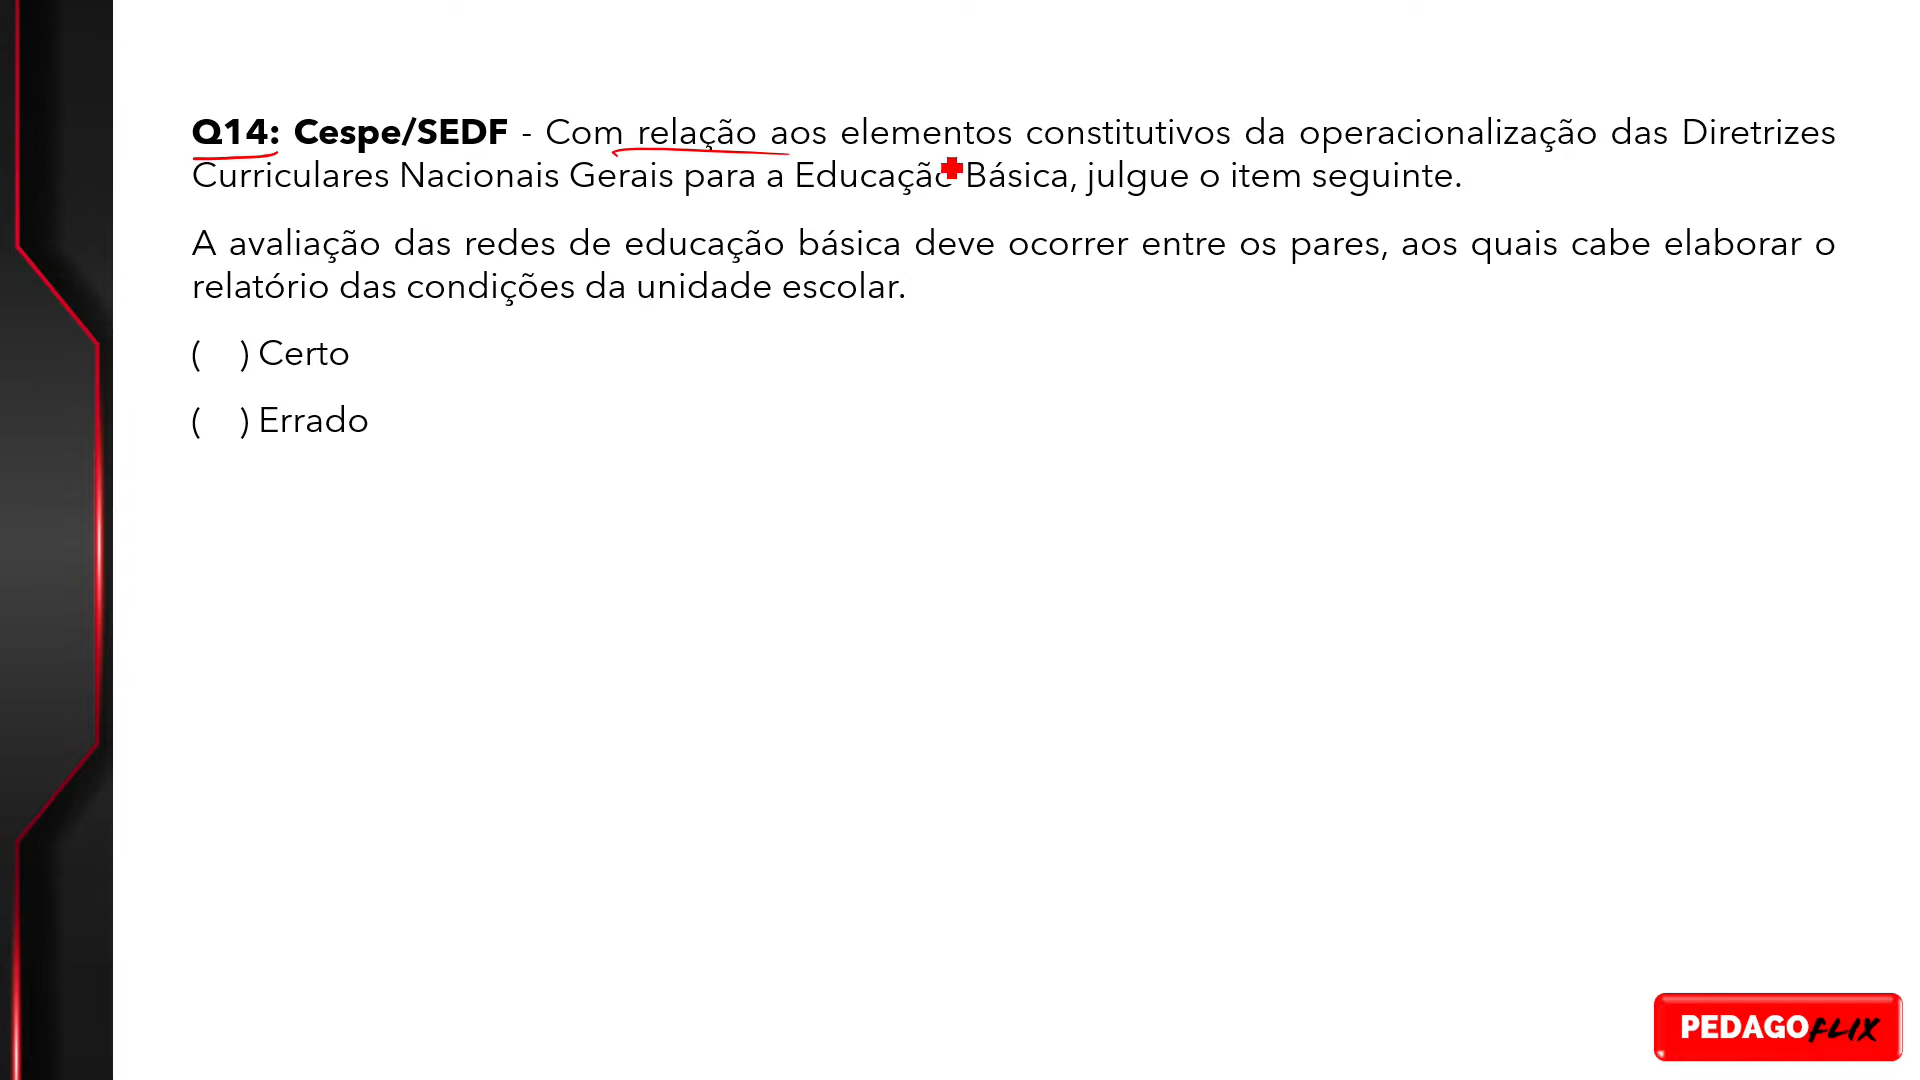 Q14: Cespe/SEDF - Com relação aos elementos constitutivos da operacionalização das Diretrizes
Curriculares Nacionais Gerais para a Educação Básica, julgue o item seguinte.
A avaliação das redes de educação básica deve ocorrer entre os pares, aos quais cabe elaborar o
relatório das condições da unidade escolar.
( ) Certo
( ) Errado
PEDAGOFLIX